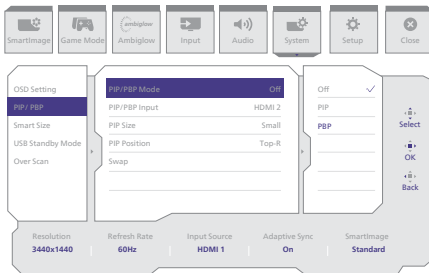 ambiglow
SmartImage
Game Mode
Ambiglow
Input
Audio
System
Setup
Close
OSD Setting
PIP/ PBP
Smart Size
USB Standby Mode
Over Scan
PIP/PBP Mode Off
PIP/PBP Input HDMI 2
PIP Size Small
PIP Position Top-R
Swap
Off
PIP
PBP
Select
OK
Back
Resolution Refresh Rate Input Source Adaptive Sync SmartImage
3440x1440 60Hz HDMI 1 On Standard